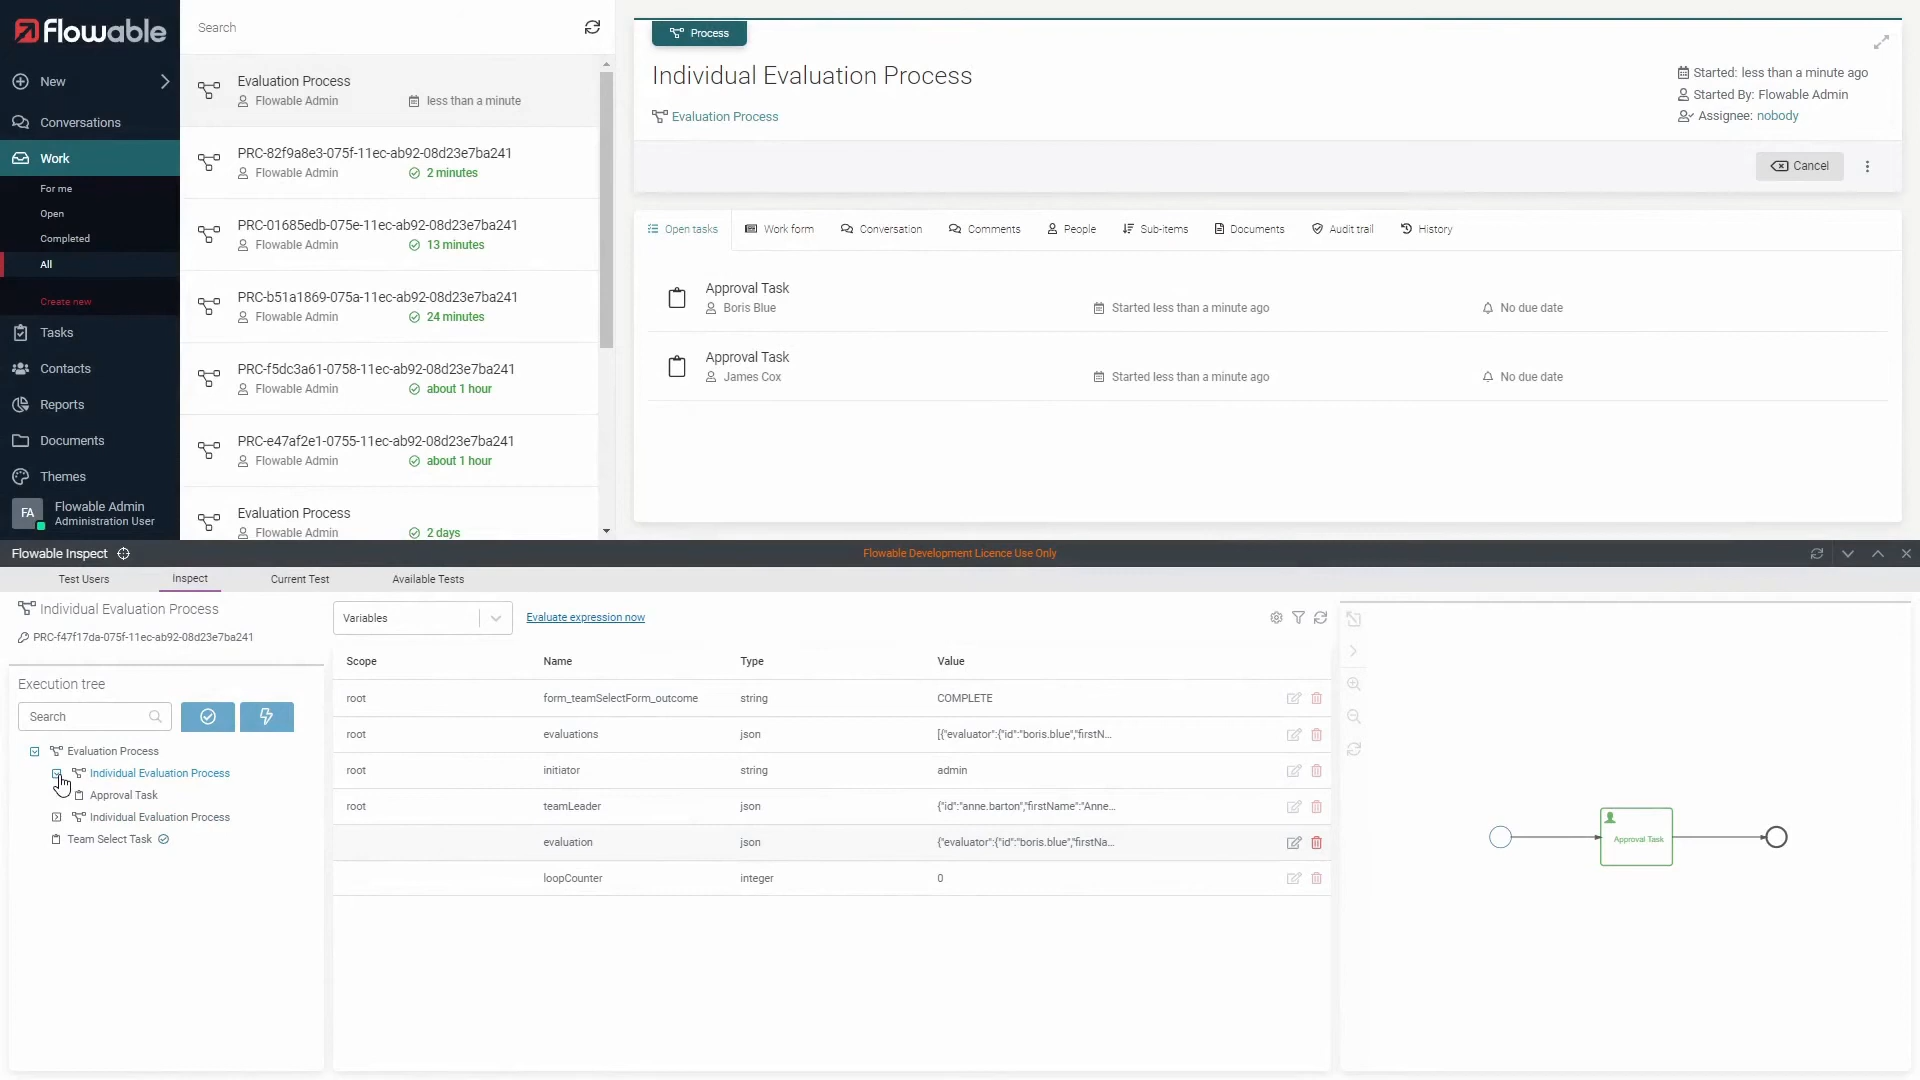 Flowable
New
Conversations
Work
For me
Open
Completed
All
Create new
Tasks
Contacts
Reports
Documents
Themes
FA
Flowable Admin
Administration User
Search
Evaluation Process
Flowable Admin less than a minute
PRC-82f9a8e3-075f-11ec-ab92-08d23e7ba241
Flowable Admin 2 minutes
PRC-01685edb-075e-11ec-ab92-08d23e7ba241
Flowable Admin 13 minutes
PRC-b51a1869-075a-11ec-ab92-08d23e7ba241
Flowable Admin 24 minutes
PRC-f5dc3a61-0758-11ec-ab92-08d23e7ba241
Flowable Admin about 1 hour
PRC-e47af2e1-0755-11ec-ab92-08d23e7ba241
Flowable Admin about 1 hour
Evaluation Process
Flowable Admin 2 days
Process
Individual Evaluation Process
Evaluation Process
Started: less than a minute ago
Started By: Flowable Admin
Assignee: nobody
Cancel
Open tasks Work form Conversation Comments People Sub-items Documents Audit trail History
Approval Task
Boris Blue Started less than a minute ago No due date
Approval Task
James Cox Started less than a minute ago No due date
Flowable Inspect Flowable Development Licence Use Only
Test Users Inspect Current Test Available Tests
Individual Evaluation Process
PRC-f47f17da-075f-11ec-ab92-08d23e7ba241
Execution tree
Search
Evaluation Process
Individual Evaluation Process
Approval Task
Individual Evaluation Process
Team Select Task
Variables Evaluate expression now
Scope Name Type Value
root form_teamSelectForm_outcome string COMPLETE
root evaluations json [{"evaluator":{"id":"boris.blue","firstN...
root initiator string admin
root teamLeader json {"id":"anne.barton","firstName":"Anne...
evaluation json {"evaluator":{"id":"boris.blue","firstNa...
loopCounter integer 0
Approval Task